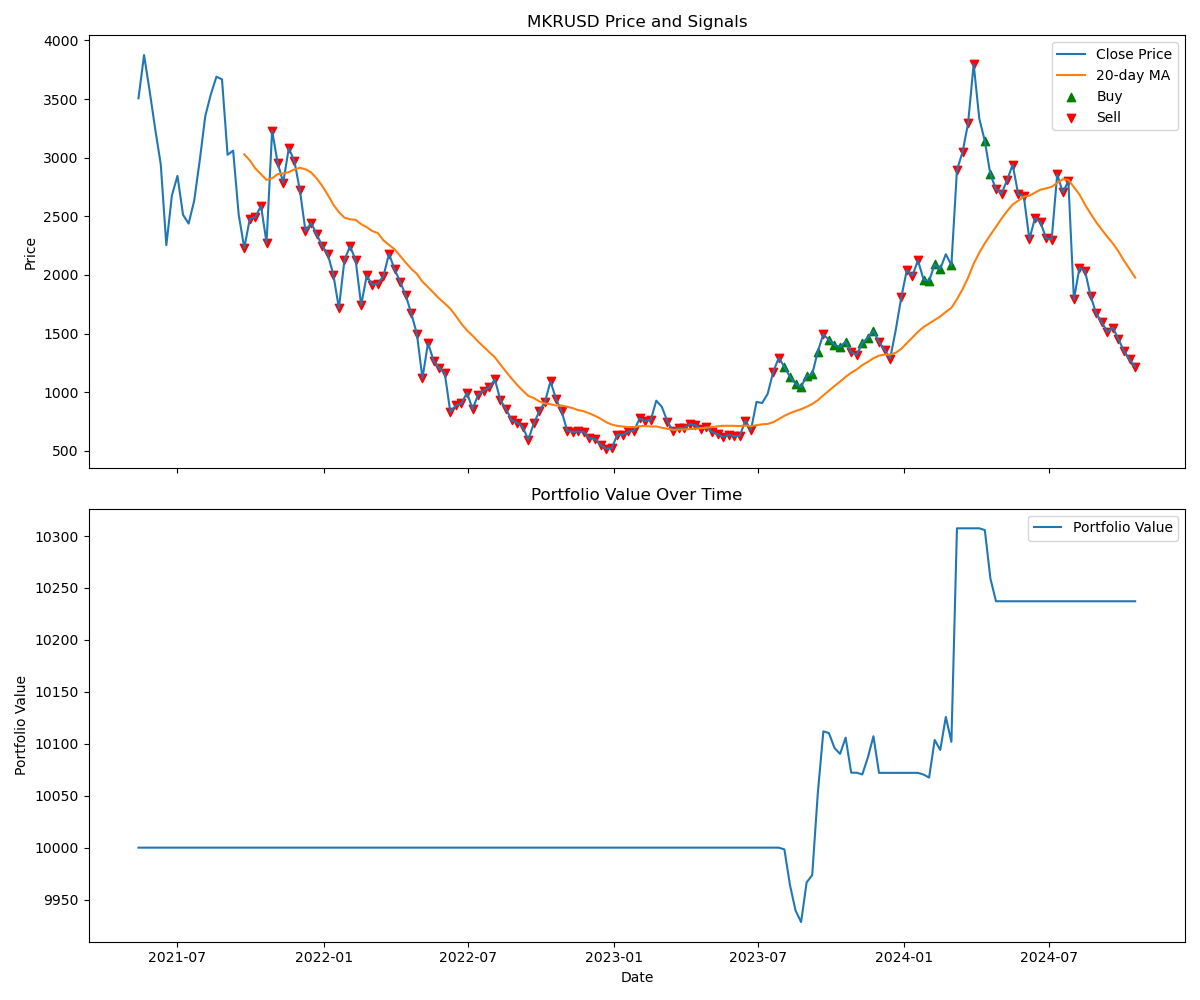 MKRUSD Price and Signals
4000
3500
3000
2500
2000
1500
1000
500
Price
Close Price
20-day MA
Buy
Sell
Portfolio Value Over Time
10300
10250
10200
10150
10100
10050
10000
9950
Portfolio Value
Portfolio Value
2021-07
2022-01
2022-07
2023-01
2023-07
2024-01
2024-07
Date